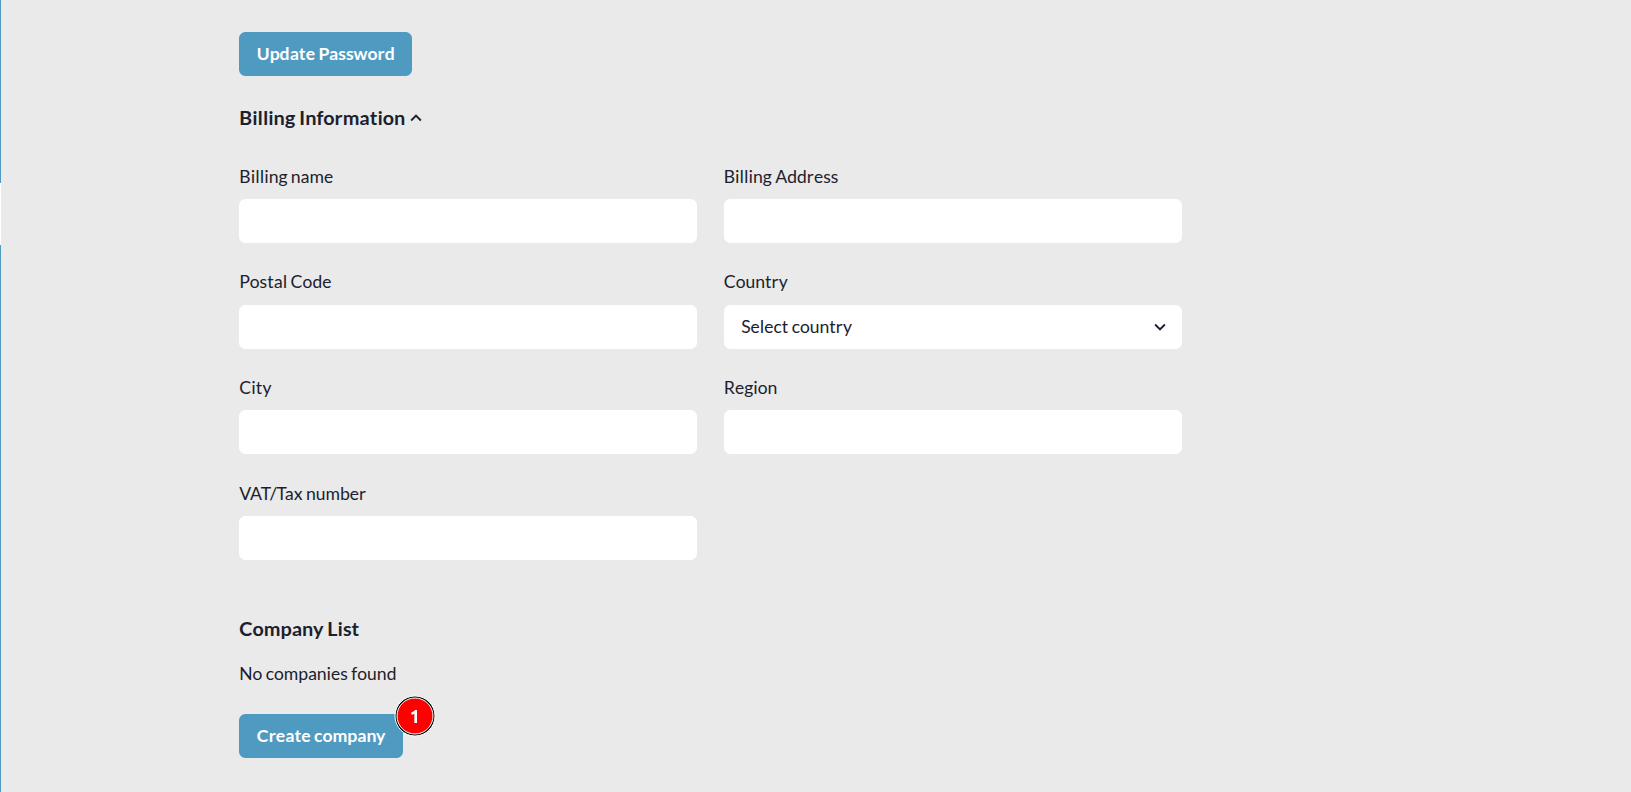 Update Password
Billing Information
Billing name
Billing Address
Postal Code
Country
Select country
City
Region
VAT/Tax number
Company List
No companies found
1
Create company